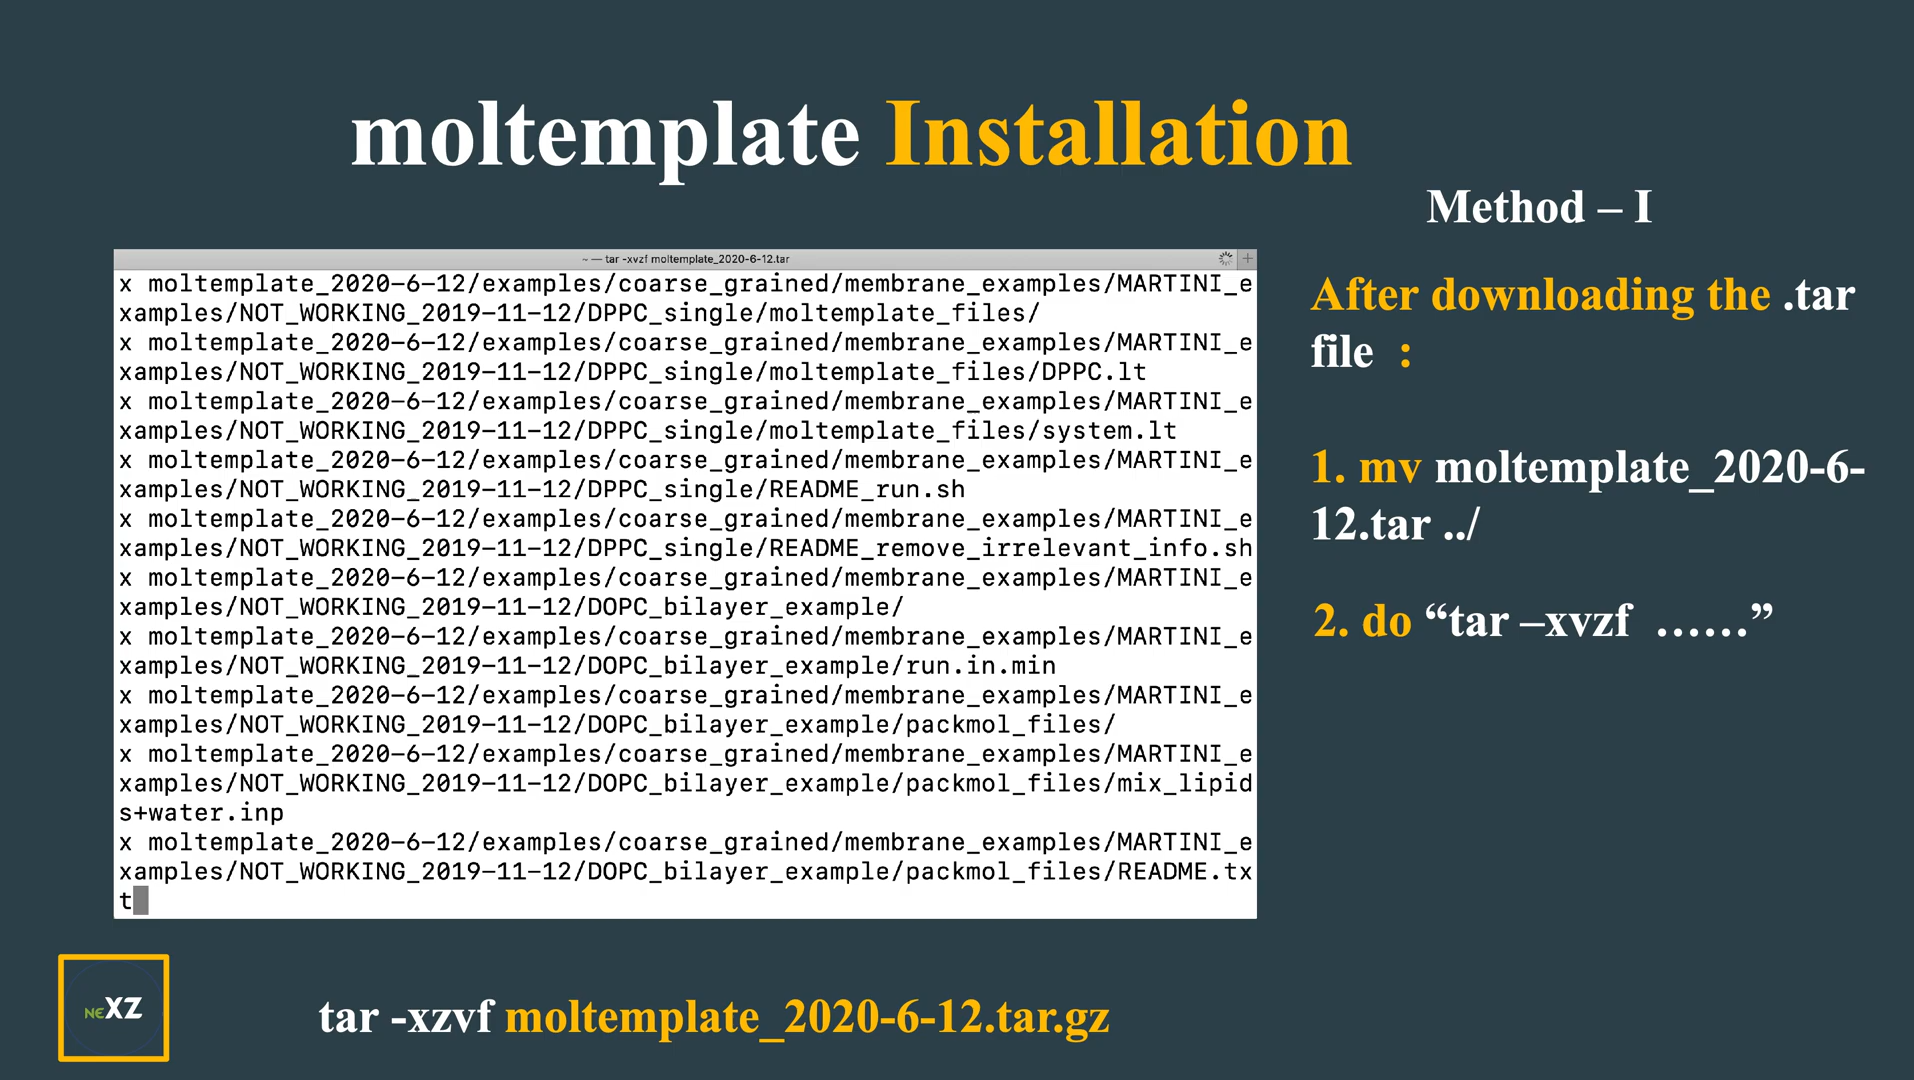 moltemplate Installation
Method – I
~ — tar -xvzf moltemplate_2020-6-12.tar
x moltemplate_2020-6-12/examples/coarse_grained/membrane_examples/MARTINI_e
xamples/NOT_WORKING_2019-11-12/DPPC_single/moltemplate_files/
x moltemplate_2020-6-12/examples/coarse_grained/membrane_examples/MARTINI_e
xamples/NOT_WORKING_2019-11-12/DPPC_single/moltemplate_files/DPPC.lt
x moltemplate_2020-6-12/examples/coarse_grained/membrane_examples/MARTINI_e
xamples/NOT_WORKING_2019-11-12/DPPC_single/moltemplate_files/system.lt
x moltemplate_2020-6-12/examples/coarse_grained/membrane_examples/MARTINI_e
xamples/NOT_WORKING_2019-11-12/DPPC_single/README_run.sh
x moltemplate_2020-6-12/examples/coarse_grained/membrane_examples/MARTINI_e
xamples/NOT_WORKING_2019-11-12/DPPC_single/README_remove_irrelevant_info.sh
x moltemplate_2020-6-12/examples/coarse_grained/membrane_examples/MARTINI_e
xamples/NOT_WORKING_2019-11-12/DOPC_bilayer_example/
x moltemplate_2020-6-12/examples/coarse_grained/membrane_examples/MARTINI_e
xamples/NOT_WORKING_2019-11-12/DOPC_bilayer_example/run.in.min
x moltemplate_2020-6-12/examples/coarse_grained/membrane_examples/MARTINI_e
xamples/NOT_WORKING_2019-11-12/DOPC_bilayer_example/packmol_files/
x moltemplate_2020-6-12/examples/coarse_grained/membrane_examples/MARTINI_e
xamples/NOT_WORKING_2019-11-12/DOPC_bilayer_example/packmol_files/mix_lipid
s+water.inp
x moltemplate_2020-6-12/examples/coarse_grained/membrane_examples/MARTINI_e
xamples/NOT_WORKING_2019-11-12/DOPC_bilayer_example/packmol_files/README.tx
t
After downloading the .tar
file :
1. mv moltemplate_2020-6-
12.tar ../
2. do “tar –xvzf ……”
neXZ
tar -xzvf moltemplate_2020-6-12.tar.gz